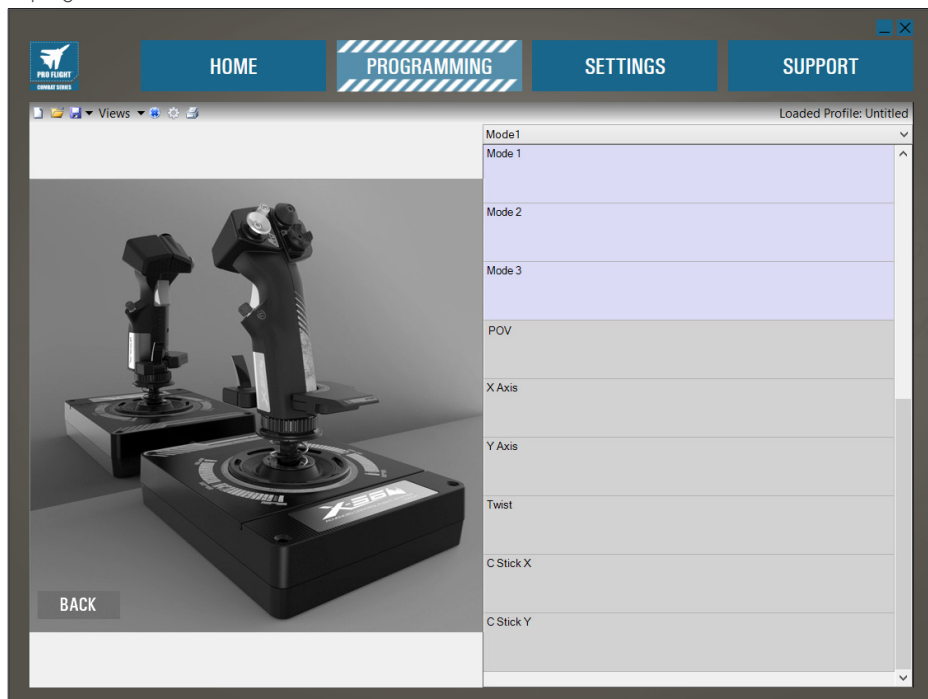 HOME
PROGRAMMING
SETTINGS
SUPPORT
PRO FLIGHT
COMBAT SERIES
Views
Loaded Profile: Untitled
Mode1
Mode 1
Mode 2
Mode 3
POV
X Axis
Y Axis
Twist
C Stick X
C Stick Y
X-56
BACK